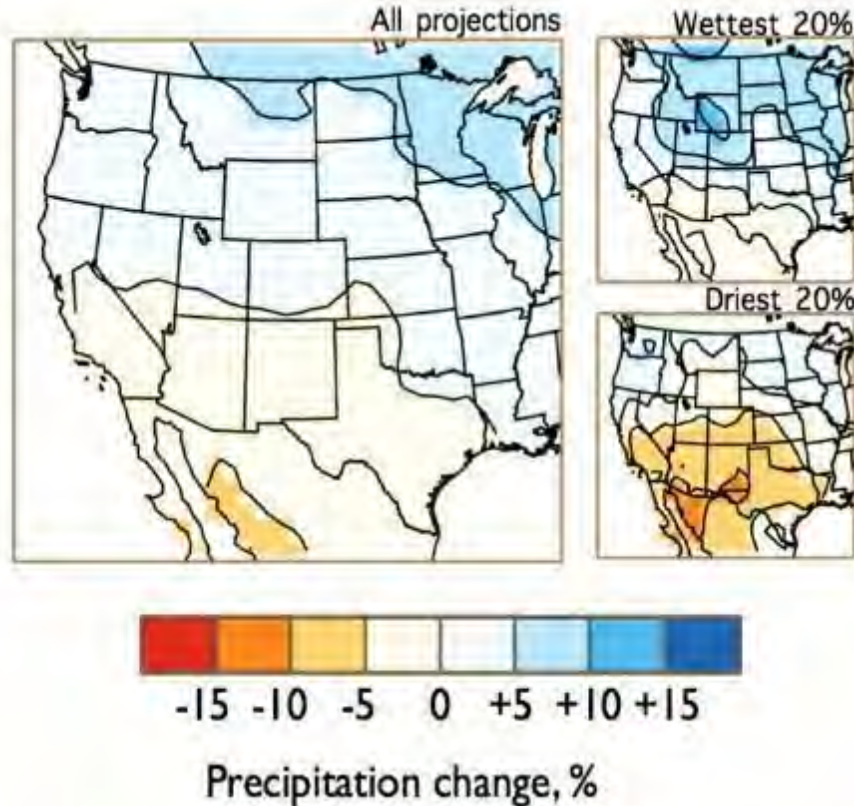 All projections
Wettest 20%
Driest 20%
-15 -10 -5 0 +5 +10 +15
Precipitation change, %